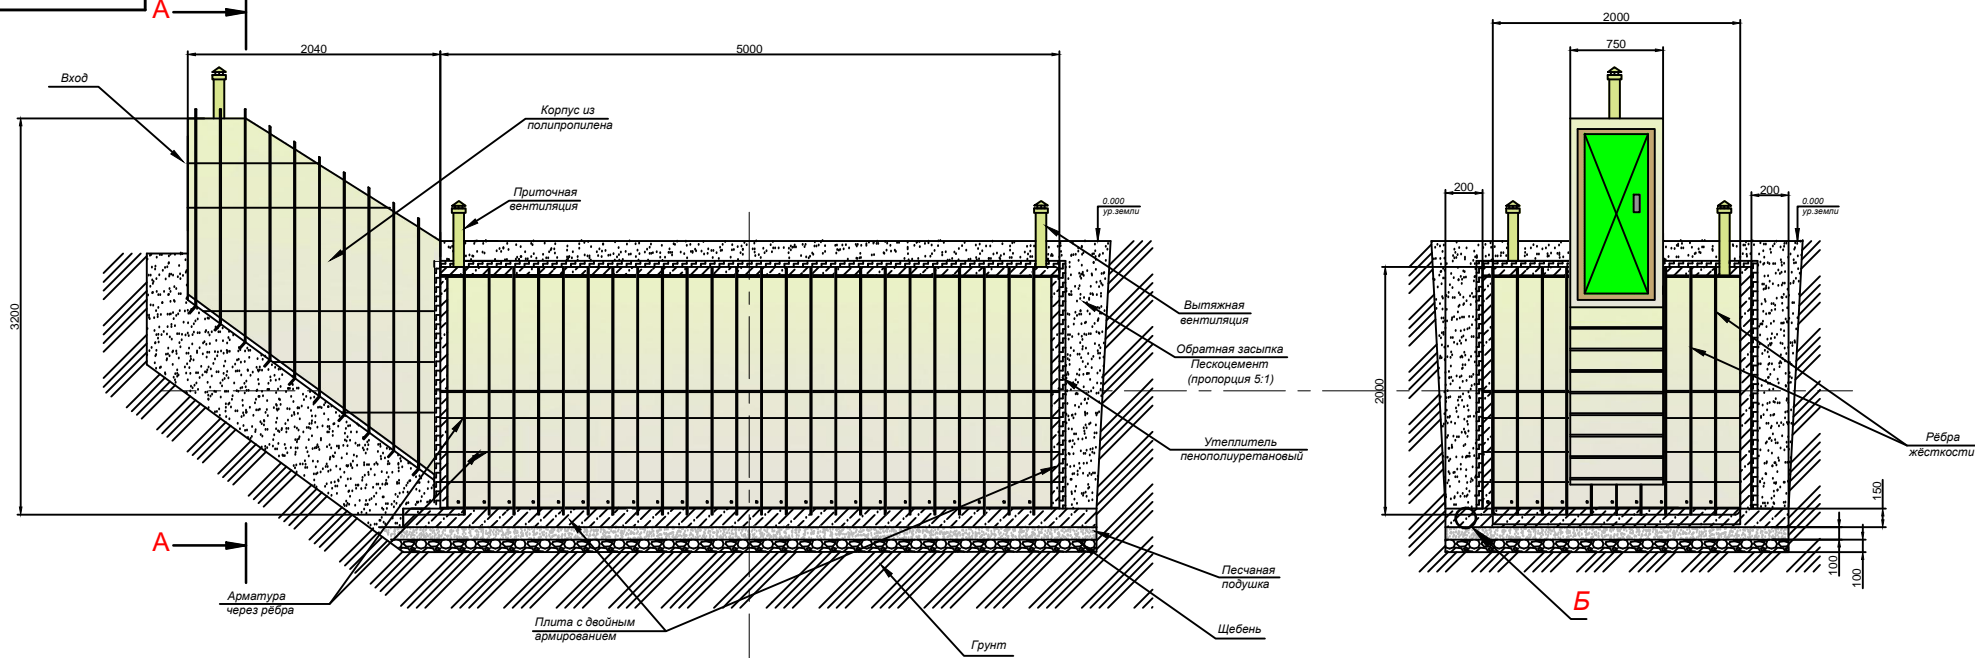 А
2040
5000
2000
750
Вход
Корпус из
полипропилена
Приточная
вентиляция
0.000
ур.земли
200
200
0.000
ур.земли
3200
Вытяжная
вентиляция
Обратная засыпка
Пескоцемент
(пропорция 5:1)
2000
Утеплитель
пенополиуретановый
Рёбра
жёсткости
150
А
100
100
Песчаная
подушка
Арматура
через рёбра
Б
Плита с двойным
армированием
Щебень
Грунт